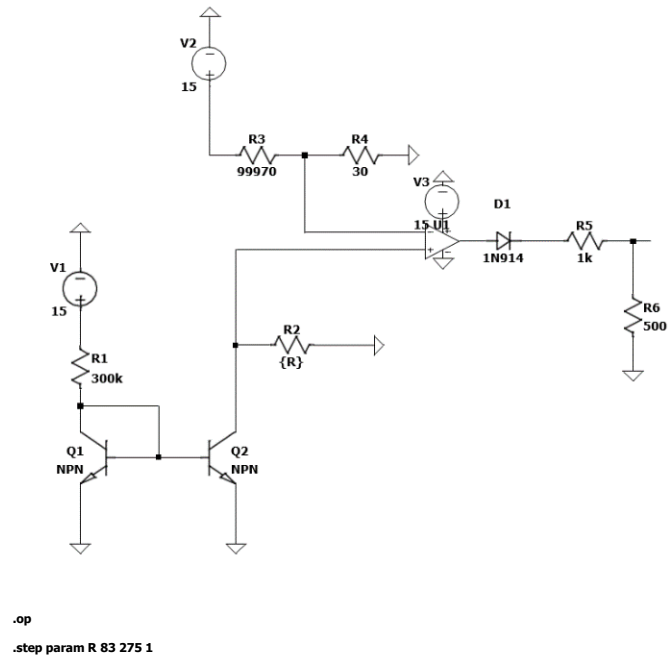 V2
15
R3
99970
R4
30
V3
15
U1
D1
1N914
R5
1k
R6
500
V1
15
R1
300k
R2
{R}
Q1
NPN
Q2
NPN
.op
.step param R 83 275 1